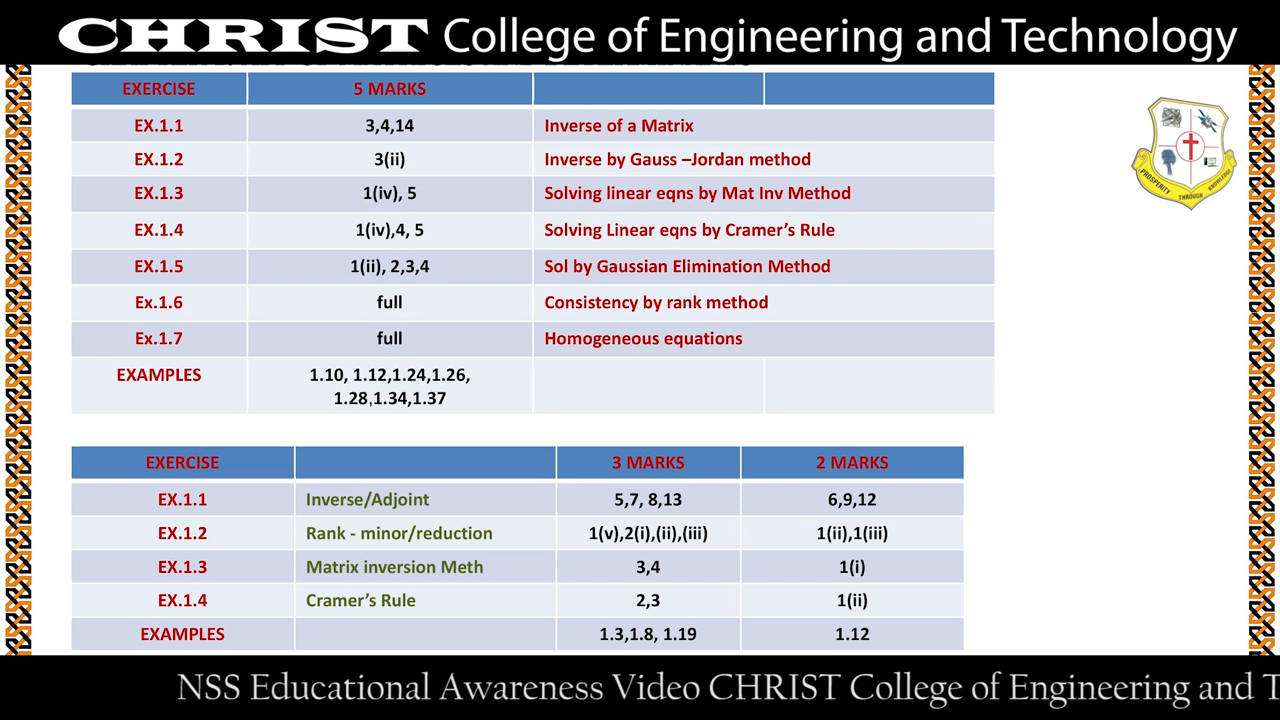 CHRIST College of Engineering and Technology
EXERCISE 5 MARKS
EX.1.1 3,4,14 Inverse of a Matrix
EX.1.2 3(ii) Inverse by Gauss –Jordan method
EX.1.3 1(iv), 5 Solving linear eqns by Mat Inv Method
EX.1.4 1(iv),4, 5 Solving Linear eqns by Cramer's Rule
EX.1.5 1(ii), 2,3,4 Sol by Gaussian Elimination Method
Ex.1.6 full Consistency by rank method
Ex.1.7 full Homogeneous equations
EXAMPLES 1.10, 1.12,1.24,1.26,
1.28,1.34,1.37
EXERCISE 3 MARKS 2 MARKS
EX.1.1 Inverse/Adjoint 5,7, 8,13 6,9,12
EX.1.2 Rank - minor/reduction 1(v),2(i),(ii),(iii) 1(ii),1(iii)
EX.1.3 Matrix inversion Meth 3,4 1(i)
EX.1.4 Cramer's Rule 2,3 1(ii)
EXAMPLES 1.3,1.8, 1.19 1.12
PROSPERITY THROUGH KNOWLEDGE
NSS Educational Awareness Video CHRIST College of Engineering and T